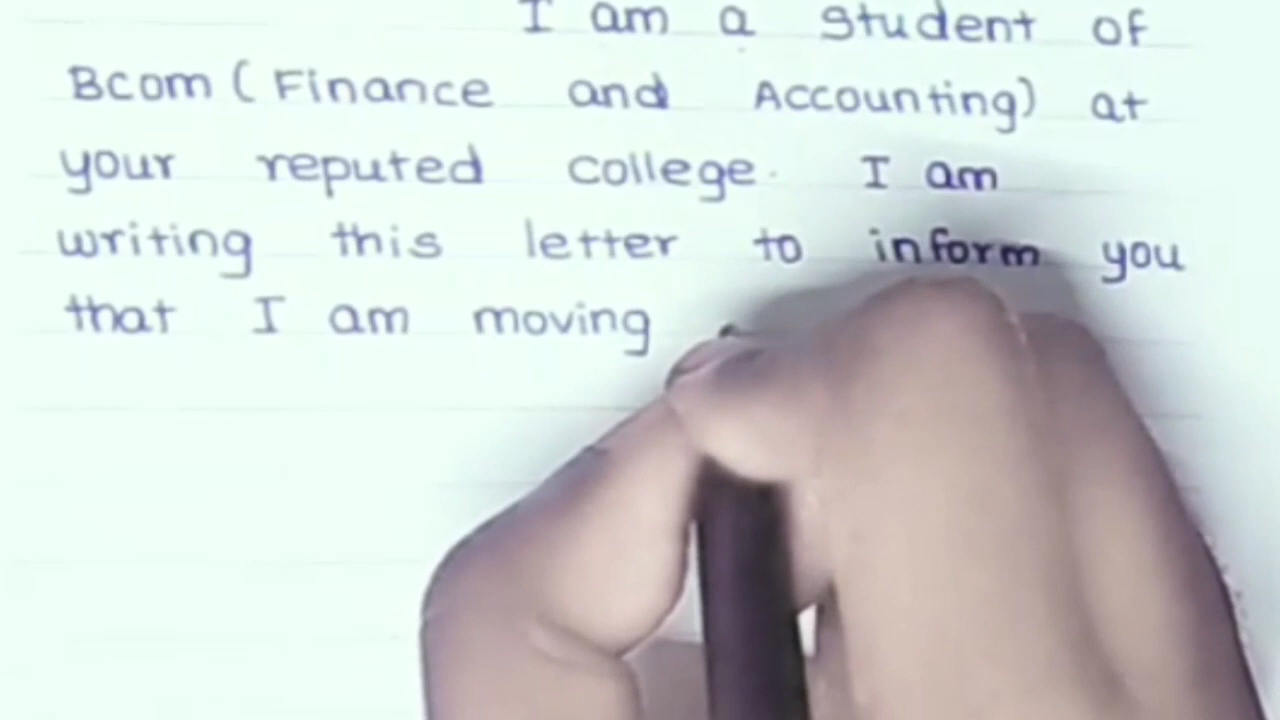 I am a student of
Bcom (Finance and Accounting) at
your reputed college. I am
writing this letter to inform you
that I am moving